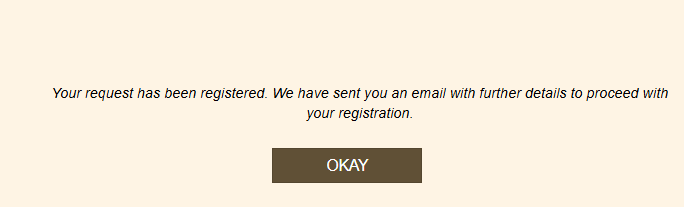 Your request has been registered. We have sent you an email with further details to proceed with
your registration.
OKAY